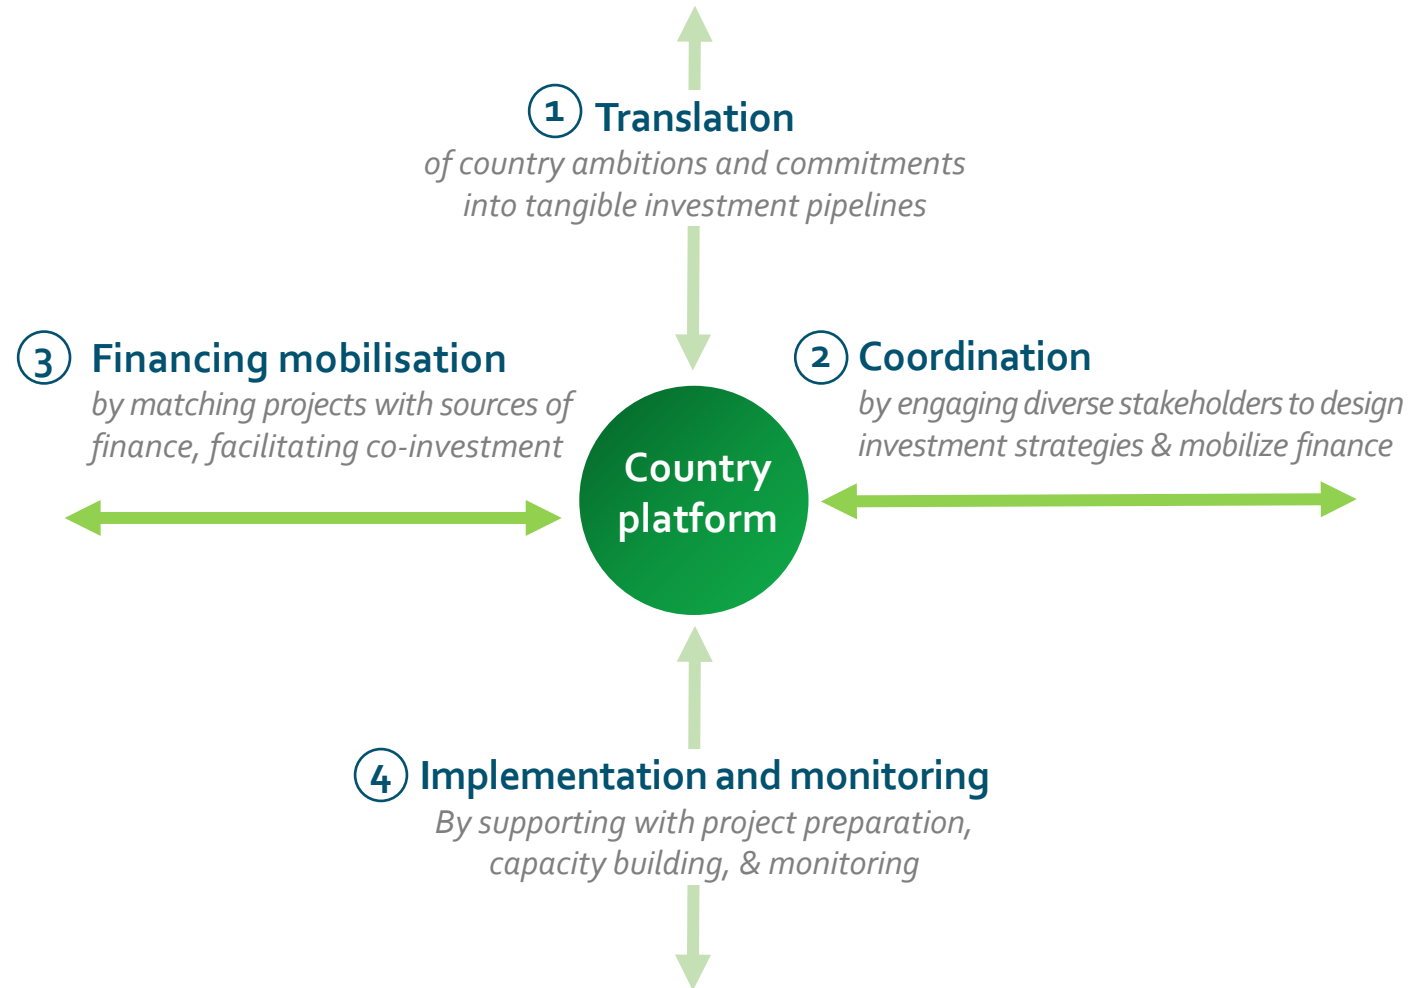 1 Translation
of country ambitions and commitments
into tangible investment pipelines
3 Financing mobilisation
by matching projects with sources of
finance, facilitating co-investment
2 Coordination
by engaging diverse stakeholders to design
investment strategies & mobilize finance
Country
platform
4 Implementation and monitoring
By supporting with project preparation,
capacity building, & monitoring